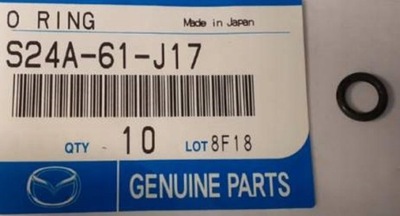 O RING Made in Japan
S24A-61-J17
QTY 10 LOT 8F18
GENUINE PARTS